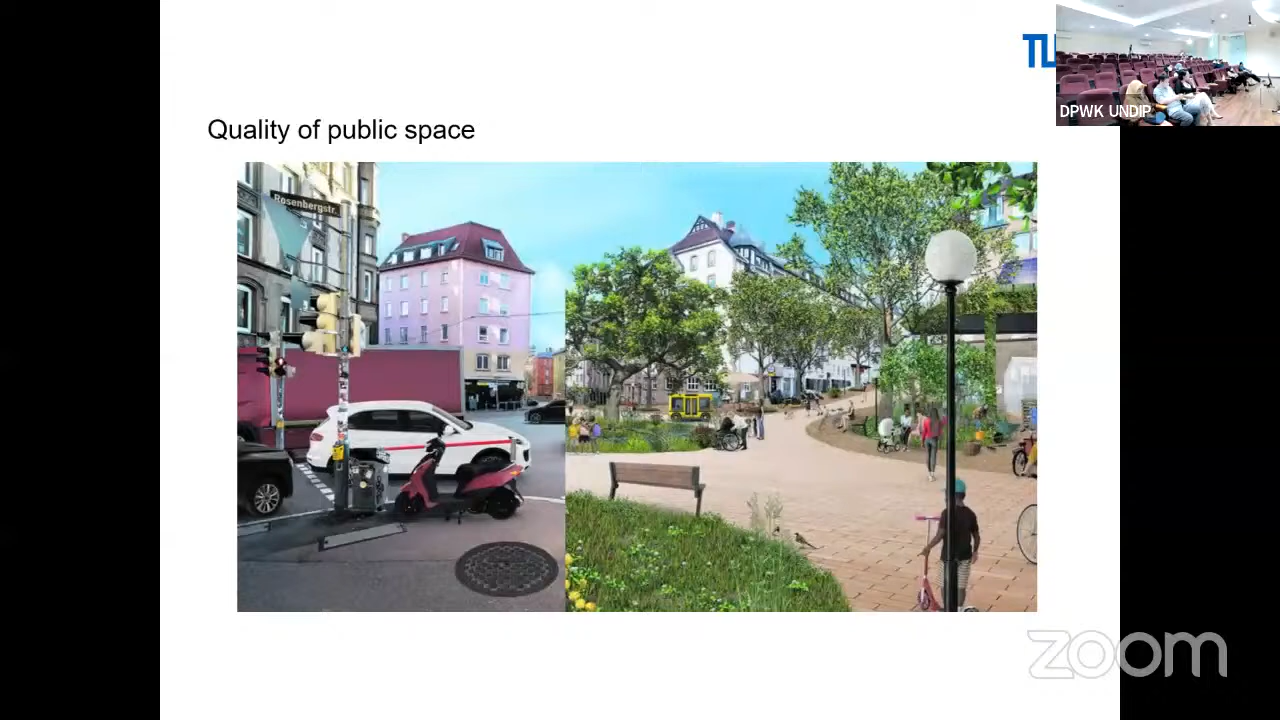 TU
DPWK UNDIP
Quality of public space
Rosenbergstr.
zoom